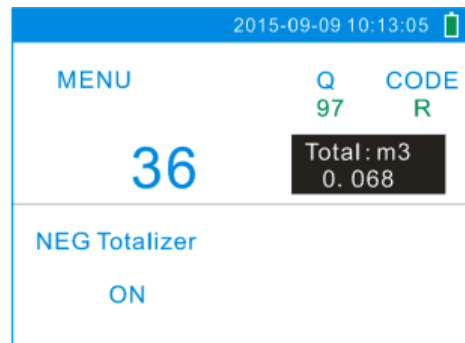 2015-09-09 10:13:05
MENU Q CODE
97 R
36 Total:m3
0.068
NEG Totalizer
ON